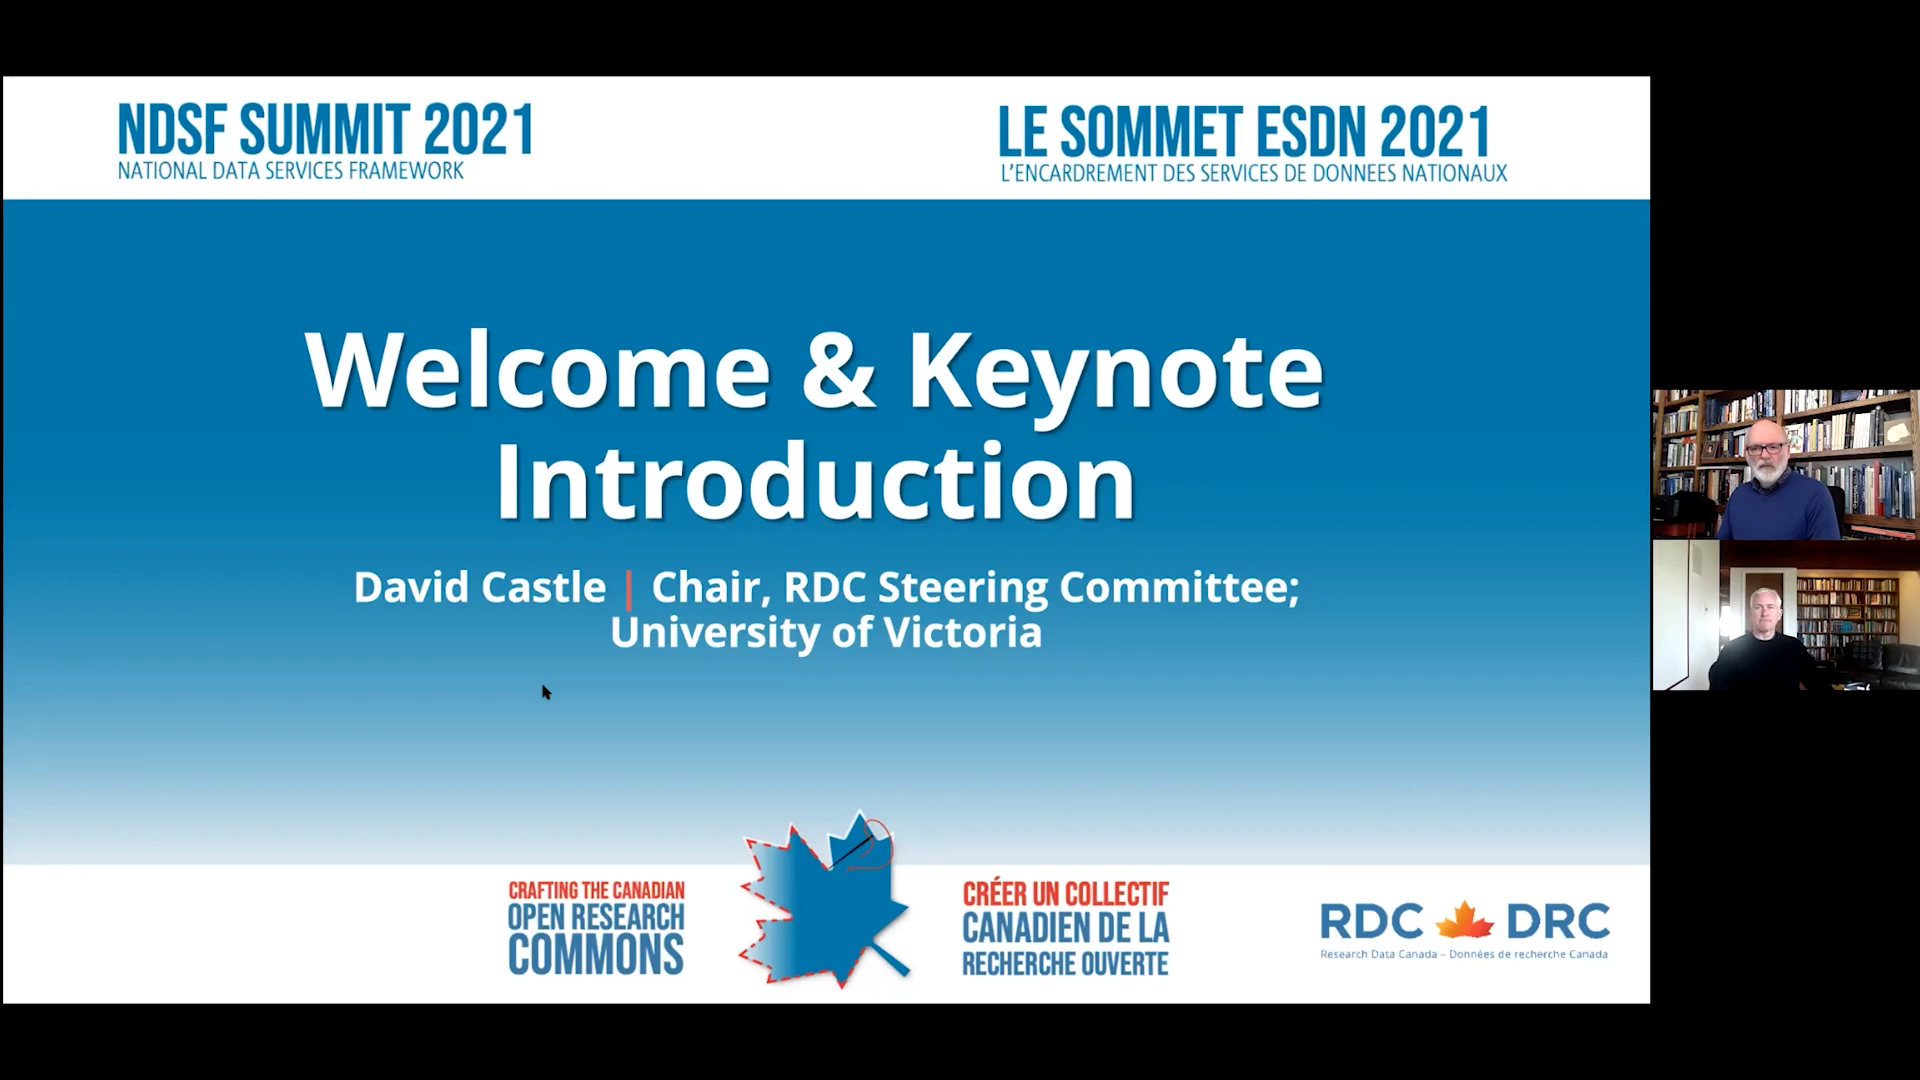 NDSF SUMMIT 2021
NATIONAL DATA SERVICES FRAMEWORK
LE SOMMET ESDN 2021
L'ENCARDREMENT DES SERVICES DE DONNEES NATIONAUX
Welcome & Keynote
Introduction
David Castle | Chair, RDC Steering Committee;
University of Victoria
CRAFTING THE CANADIAN
OPEN RESEARCH
COMMONS
CRÉER UN COLLECTIF
CANADIEN DE LA
RECHERCHE OUVERTE
RDC DRC
Research Data Canada – Données de recherche Canada